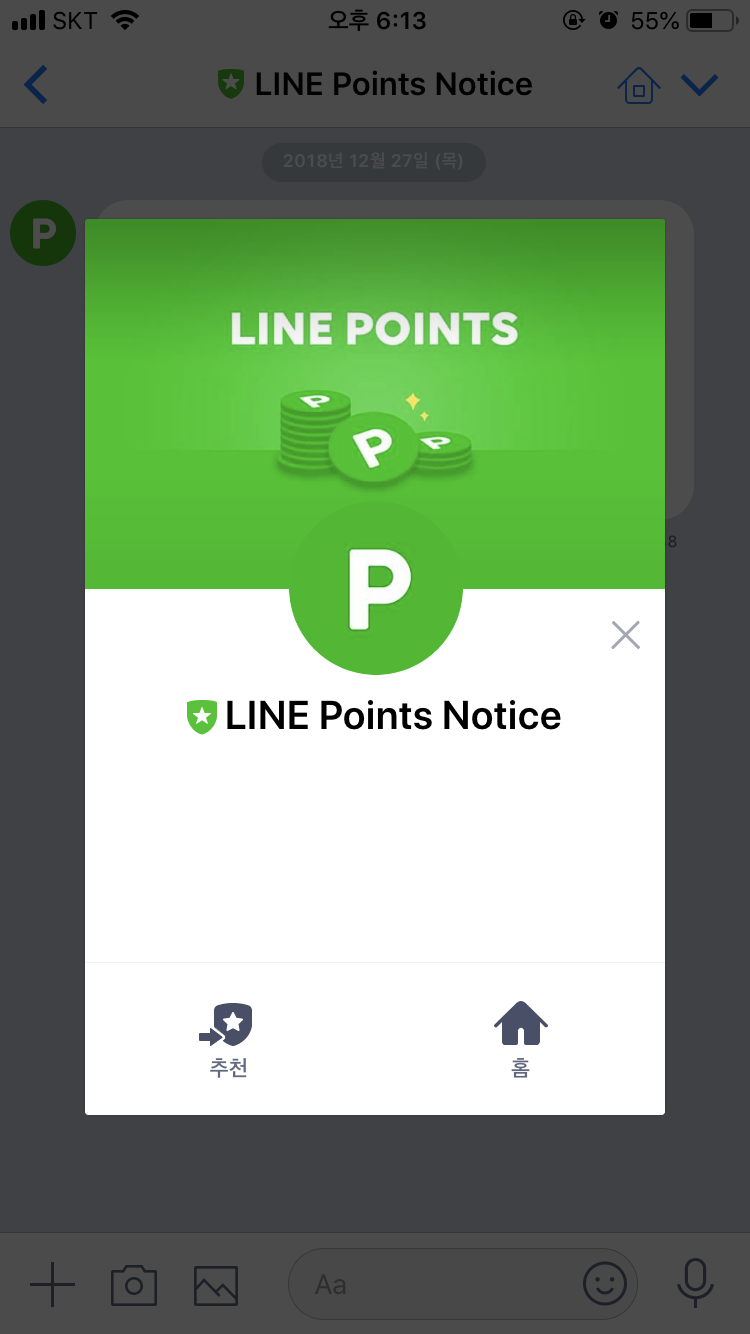 SKT 오후 6:13 55%
LINE Points Notice
2018년 12월 27일 (목)
P
LINE POINTS
P
P P
8
P
LINE Points Notice
추천 홈
Aa